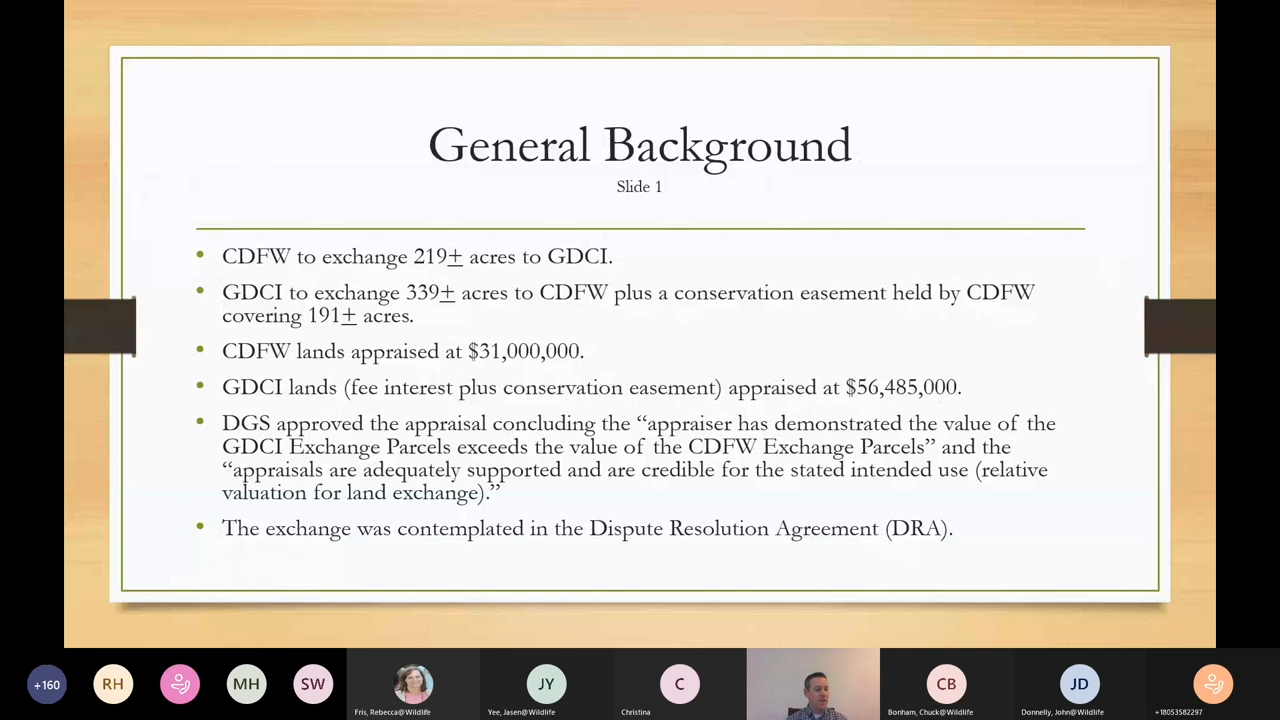 General Background
Slide 1
• CDFW to exchange 219± acres to GDCI.
• GDCI to exchange 339± acres to CDFW plus a conservation easement held by CDFW
covering 191± acres.
• CDFW lands appraised at $31,000,000.
• GDCI lands (fee interest plus conservation easement) appraised at $56,485,000.
• DGS approved the appraisal concluding the “appraiser has demonstrated the value of the
GDCI Exchange Parcels exceeds the value of the CDFW Exchange Parcels” and the
“appraisals are adequately supported and are credible for the stated intended use (relative
valuation for land exchange).”
• The exchange was contemplated in the Dispute Resolution Agreement (DRA).
+160
RH
MH
SW
JY
C
CB
JD
Fris, Rebecca@Wildlife
Yee, Jasen@Wildlife
Christina
Bonham, Chuck@Wildlife
Donnelly, John@Wildlife
+18053582297